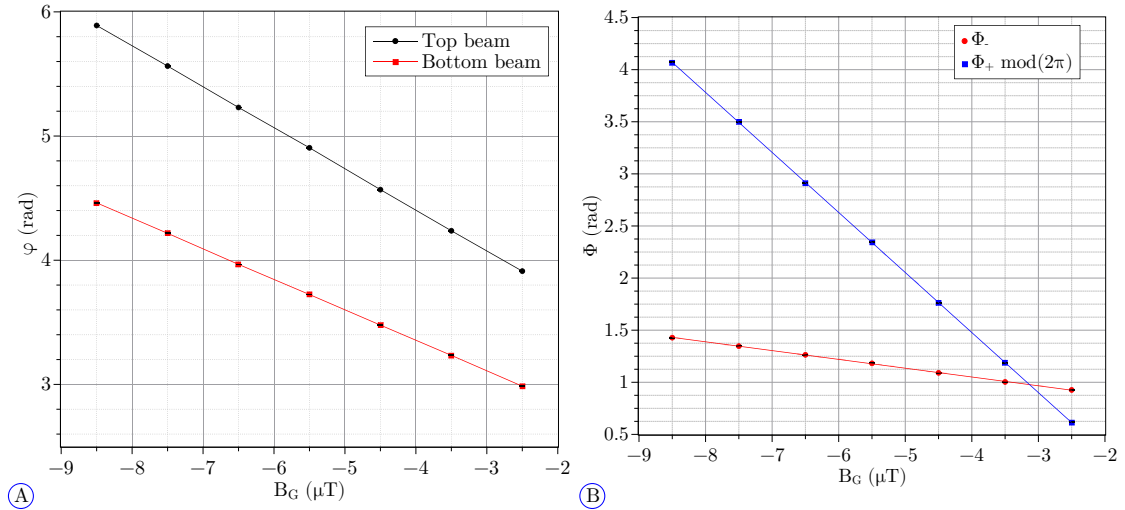 6
5
4
3
φ (rad)
−9 −8 −7 −6 −5 −4 −3 −2
B_G (μT)
Top beam
Bottom beam
A
4.5
4
3.5
3
2.5
2
1.5
1
0.5
Φ (rad)
−9 −8 −7 −6 −5 −4 −3 −2
B_G (μT)
Φ_-
Φ_+ mod(2π)
B